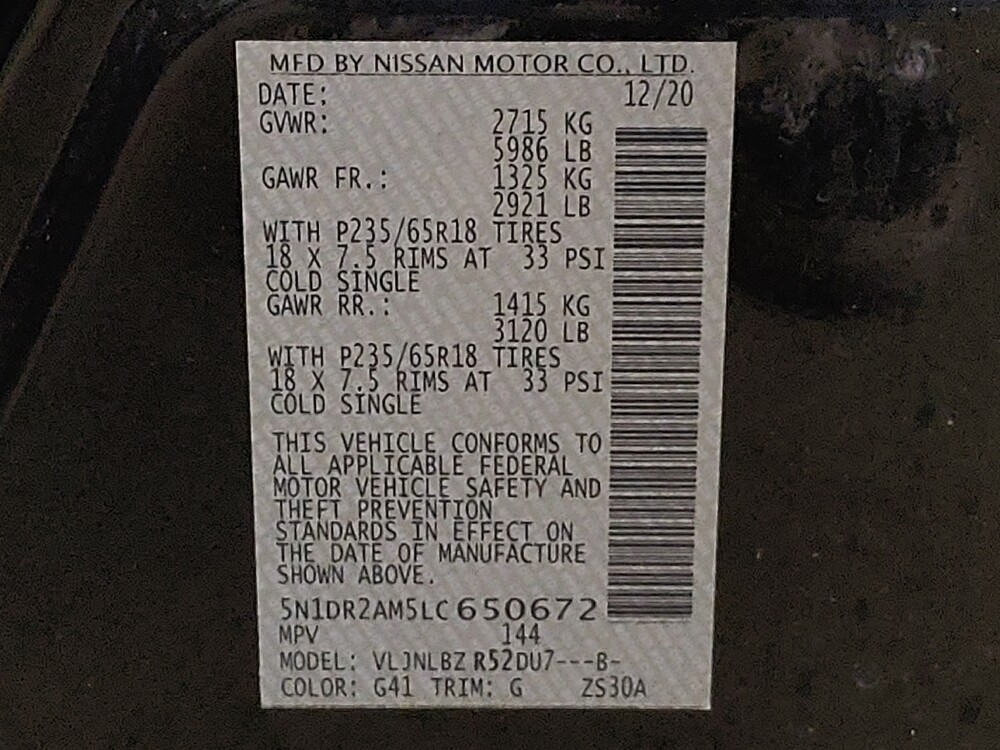 MFD BY NISSAN MOTOR CO., LTD.
DATE: 12/20
GVWR: 2715 KG
5986 LB
GAWR FR.: 1325 KG
2921 LB
WITH P235/65R18 TIRES
18 X 7.5 RIMS AT 33 PSI
COLD SINGLE
GAWR RR.: 1415 KG
3120 LB
WITH P235/65R18 TIRES
18 X 7.5 RIMS AT 33 PSI
COLD SINGLE
THIS VEHICLE CONFORMS TO
ALL APPLICABLE FEDERAL
MOTOR VEHICLE SAFETY AND
THEFT PREVENTION
STANDARDS IN EFFECT ON
THE DATE OF MANUFACTURE
SHOWN ABOVE.
5N1DR2AM5LC650672
MPV 144
MODEL: VLJNLBZ R52DU7---B-
COLOR: G41 TRIM: G ZS30A